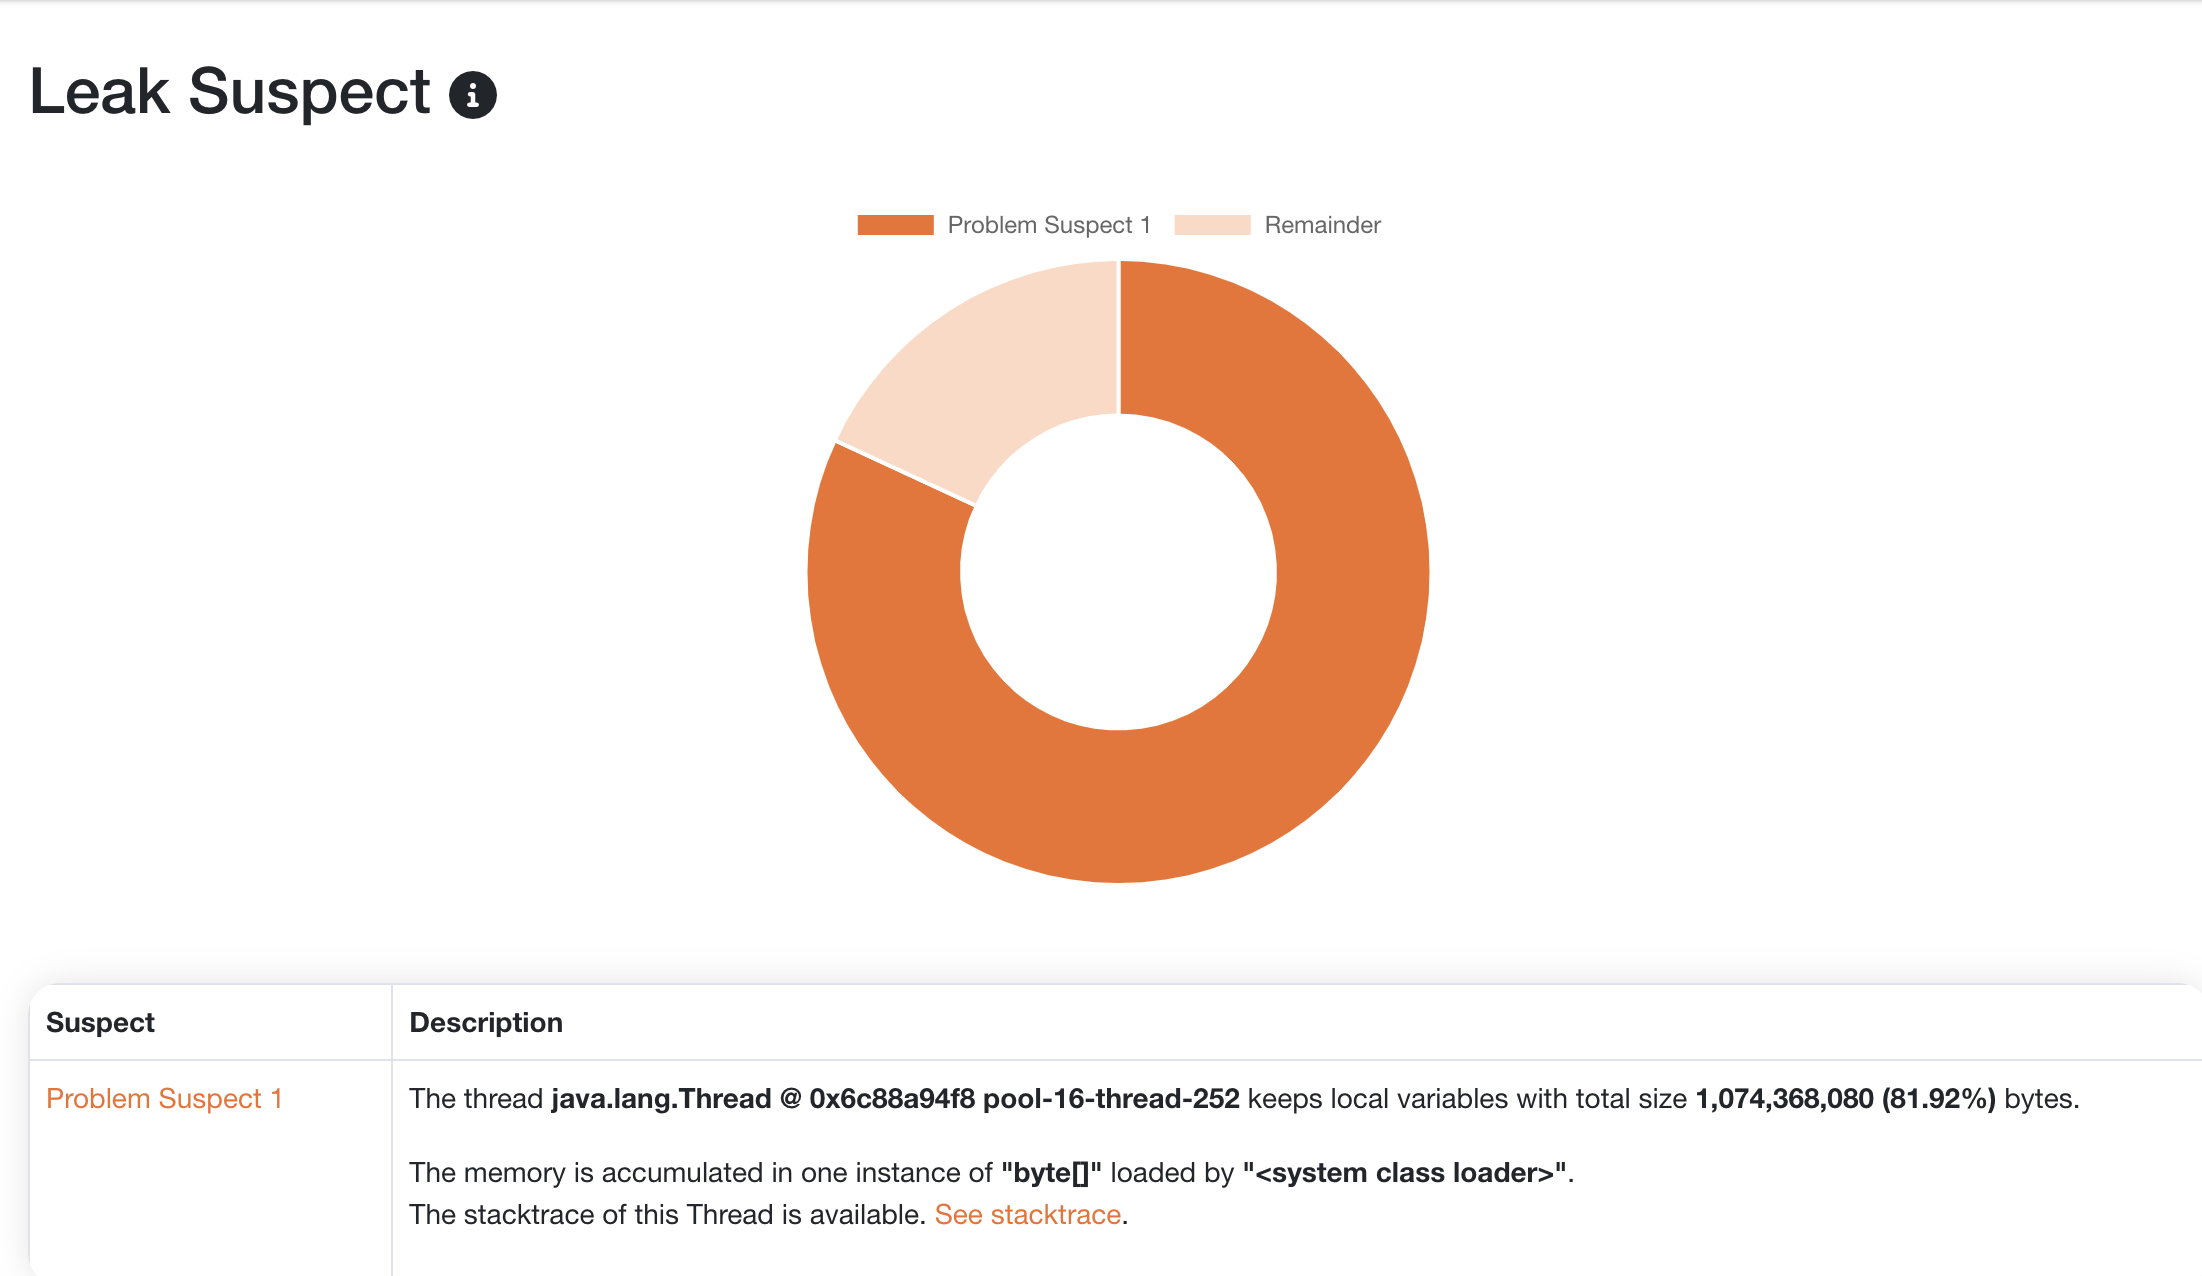 Leak Suspect
Problem Suspect 1 Remainder
Suspect Description
Problem Suspect 1 The thread java.lang.Thread @ 0x6c88a94f8 pool-16-thread-252 keeps local variables with total size 1,074,368,080 (81.92%) bytes.
The memory is accumulated in one instance of "byte[]" loaded by "<system class loader>".
The stacktrace of this Thread is available. See stacktrace.